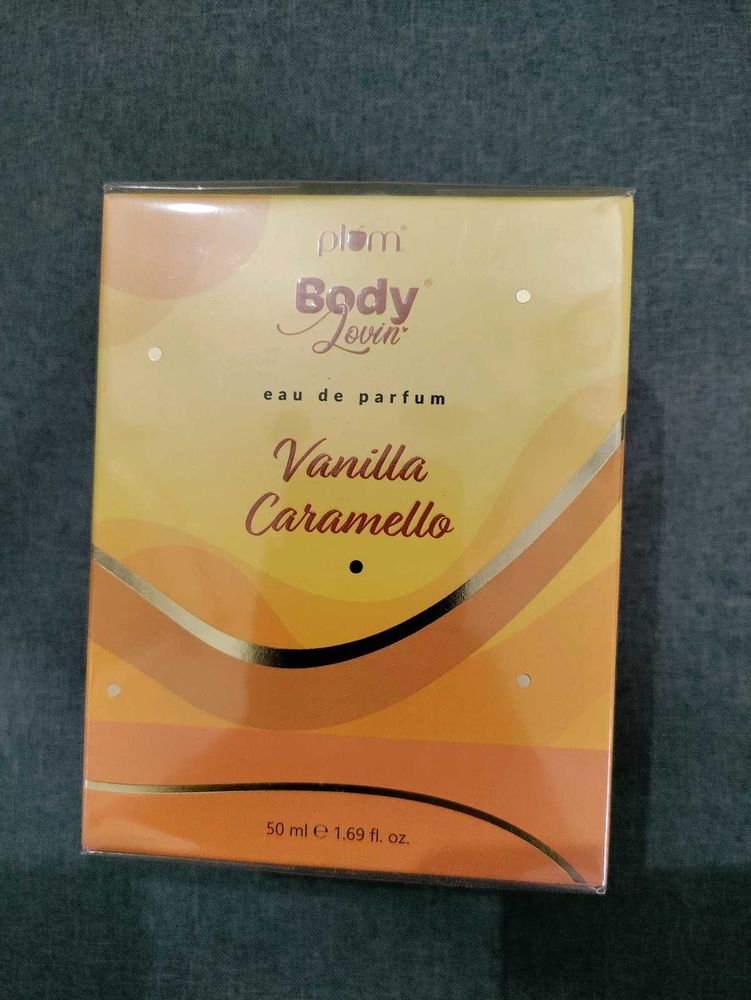 plum®
Body®
Lovin'
eau de parfum
Vanilla
Caramello
50 ml ℮ 1.69 fl. oz.